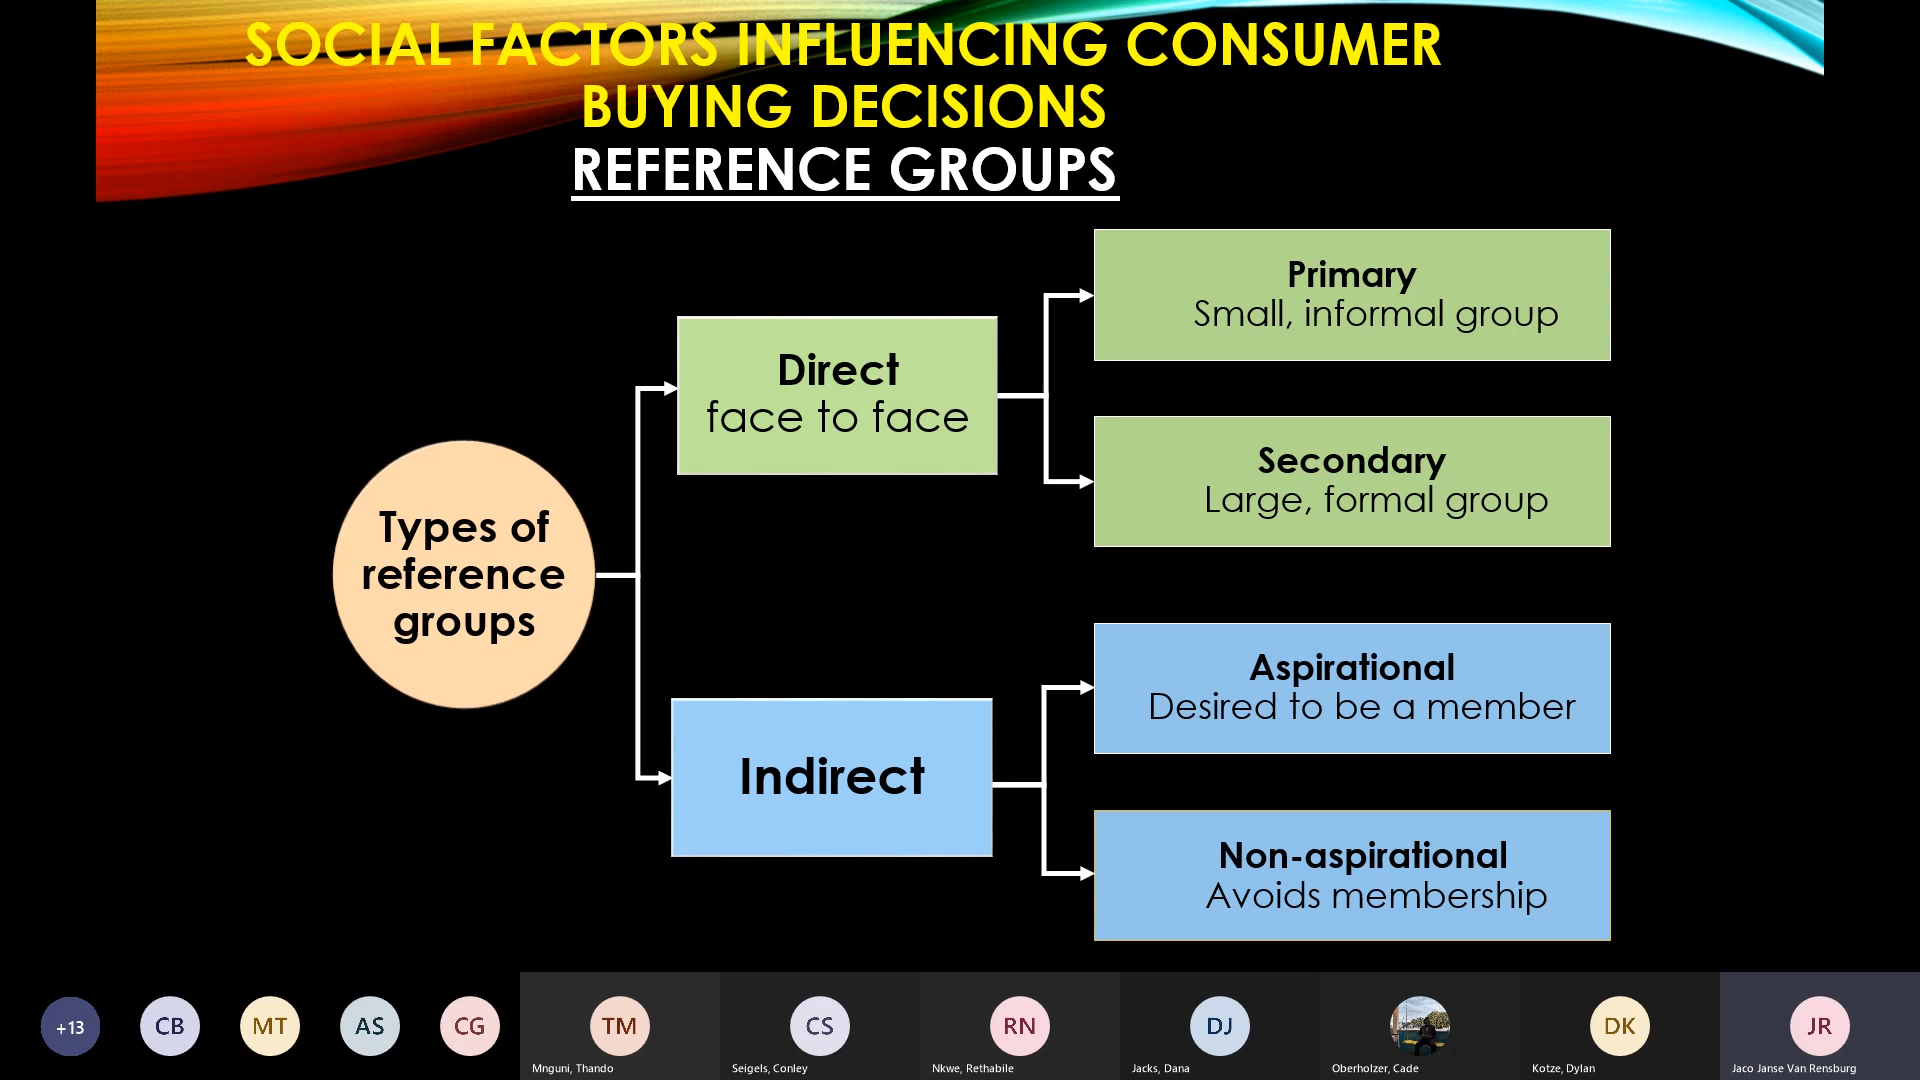 SOCIAL FACTORS INFLUENCING CONSUMER
BUYING DECISIONS
REFERENCE GROUPS
Types of
reference
groups
Direct
face to face
Primary
Small, informal group
Secondary
Large, formal group
Indirect
Aspirational
Desired to be a member
Non-aspirational
Avoids membership
+13
CB
MT
AS
CG
TM
Mnguni, Thando
CS
Seigels, Conley
RN
Nkwe, Rethabile
DJ
Jacks, Dana
Oberholzer, Cade
DK
Kotze, Dylan
JR
Jaco Janse Van Rensburg